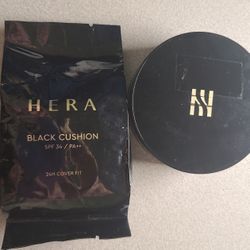 HERA
BLACK CUSHION
SPF 34 / PA++
24H COVER FIT